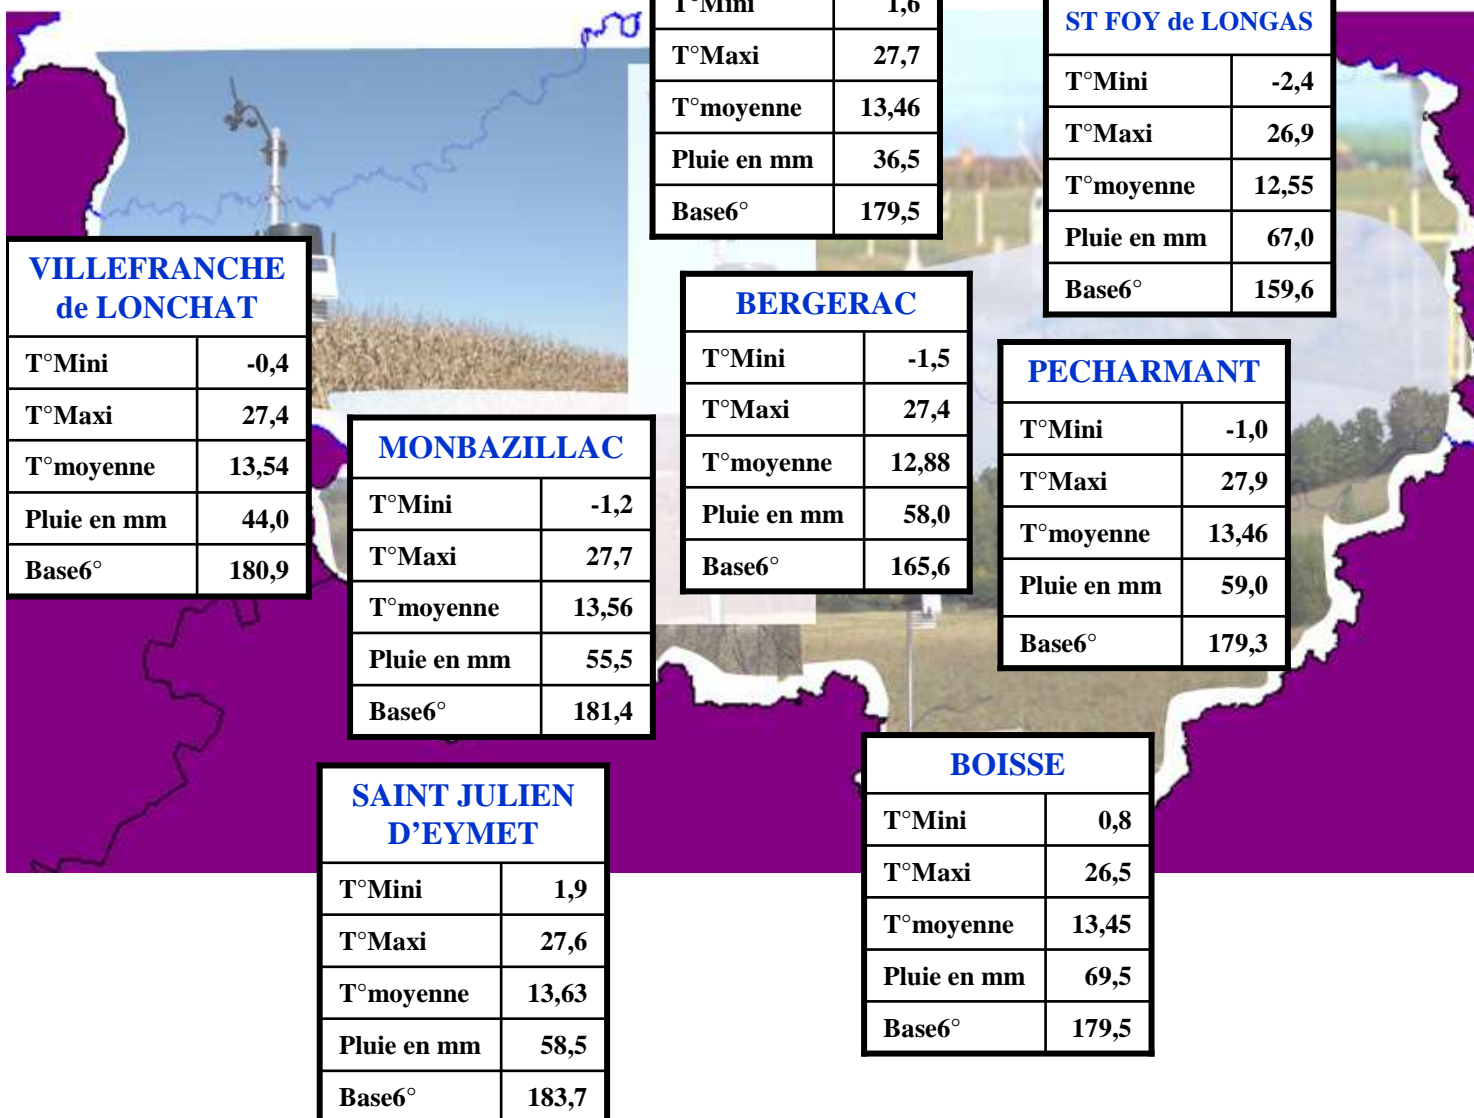 T°Mini 1,6
T°Maxi 27,7
T°moyenne 13,46
Pluie en mm 36,5
Base6° 179,5
ST FOY de LONGAS
T°Mini -2,4
T°Maxi 26,9
T°moyenne 12,55
Pluie en mm 67,0
Base6° 159,6
VILLEFRANCHE
de LONCHAT
T°Mini -0,4
T°Maxi 27,4
T°moyenne 13,54
Pluie en mm 44,0
Base6° 180,9
BERGERAC
T°Mini -1,5
T°Maxi 27,4
T°moyenne 12,88
Pluie en mm 58,0
Base6° 165,6
PECHARMANT
T°Mini -1,0
T°Maxi 27,9
T°moyenne 13,46
Pluie en mm 59,0
Base6° 179,3
MONBAZILLAC
T°Mini -1,2
T°Maxi 27,7
T°moyenne 13,56
Pluie en mm 55,5
Base6° 181,4
SAINT JULIEN
D’EYMET
T°Mini 1,9
T°Maxi 27,6
T°moyenne 13,63
Pluie en mm 58,5
Base6° 183,7
BOISSE
T°Mini 0,8
T°Maxi 26,5
T°moyenne 13,45
Pluie en mm 69,5
Base6° 179,5